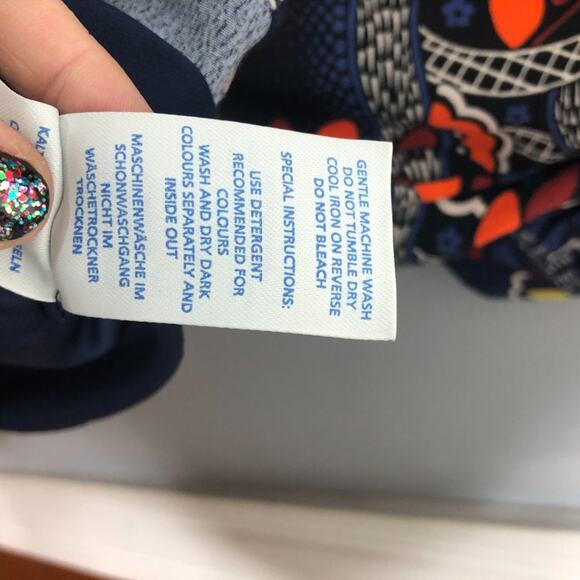 GENTLE MACHINE WASH
DO NOT TUMBLE DRY
COOL IRON ON REVERSE
DO NOT BLEACH
SPECIAL INSTRUCTIONS:
USE DETERGENT
RECOMMENDED FOR
COLOURS
WASH AND DRY DARK
COLOURS SEPARATELY AND
INSIDE OUT
MASCHINENWÄSCHE IM
SCHONWASCHGANG
NICHT IM
WÄSCHETROCKNER
TROCKNEN